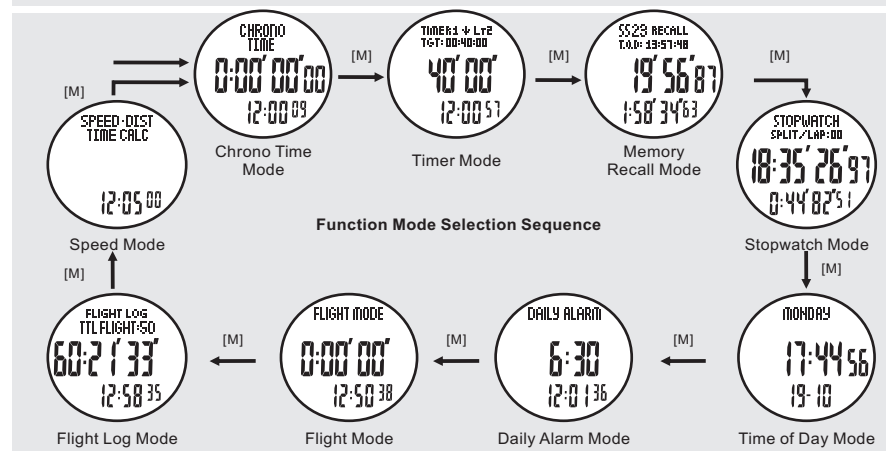 CHRONO
TIME
0:00' 00'00
12:00 09
Chrono Time
Mode
[M]
TIMER1 ↓ LT2
TGT: 00:40:00
40' 00'
12:00 57
Timer Mode
[M]
SS29 RECALL
T.O.D: 13:57:48
19' 56'87
1:58' 34'63
Memory
Recall Mode
[M]
STOPWATCH
SPLIT/LAP:00
18:35' 26'97
0:44' 82'51
Stopwatch Mode
[M]
SPEED·DIST
TIME CALC
12:05 00
Speed Mode
[M]
Function Mode Selection Sequence
[M]
FLIGHT LOG
TTL FLIGHT:50
60:21' 33'
12:58 35
Flight Log Mode
[M]
FLIGHT MODE
0:00' 00'
12:50 38
Flight Mode
[M]
DAILY ALARM
6:30
12:01 36
Daily Alarm Mode
[M]
MONDAY
17:44 56
19-10
Time of Day Mode